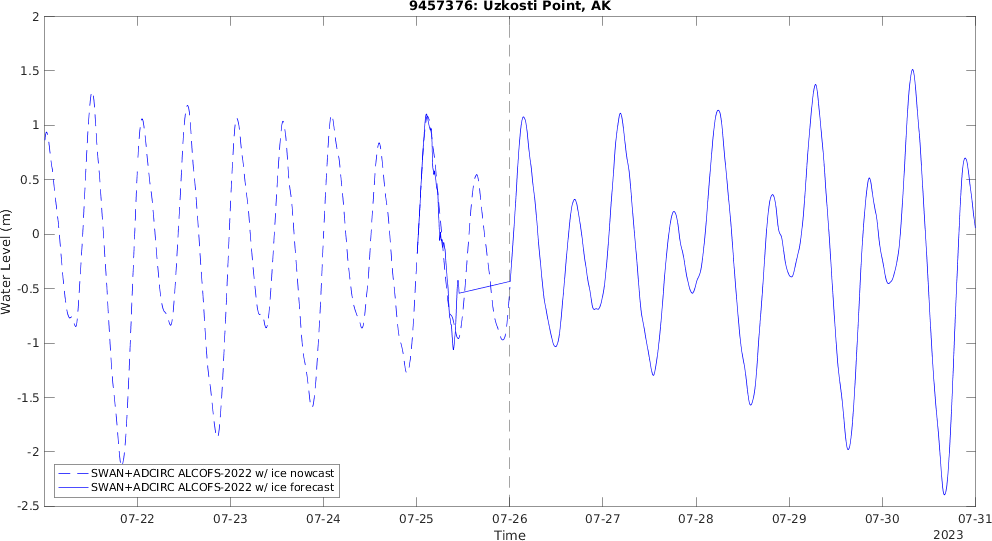 9457376: Uzkosti Point, AK
2
1.5
1
0.5
0
-0.5
-1
-1.5
-2
-2.5
Water Level (m)
SWAN+ADCIRC ALCOFS-2022 w/ ice nowcast
SWAN+ADCIRC ALCOFS-2022 w/ ice forecast
07-22 07-23 07-24 07-25 07-26 07-27 07-28 07-29 07-30 07-31
Time
2023